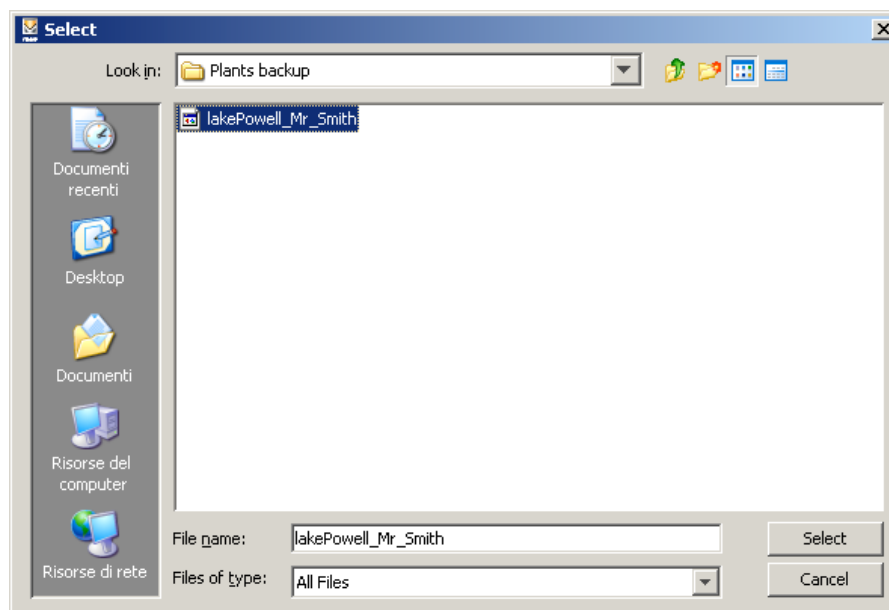 Select
Look in: Plants backup
lakePowell_Mr_Smith
Documenti
recenti
Desktop
Documenti
Risorse del
computer
Risorse di rete
File name: lakePowell_Mr_Smith Select
Files of type: All Files Cancel